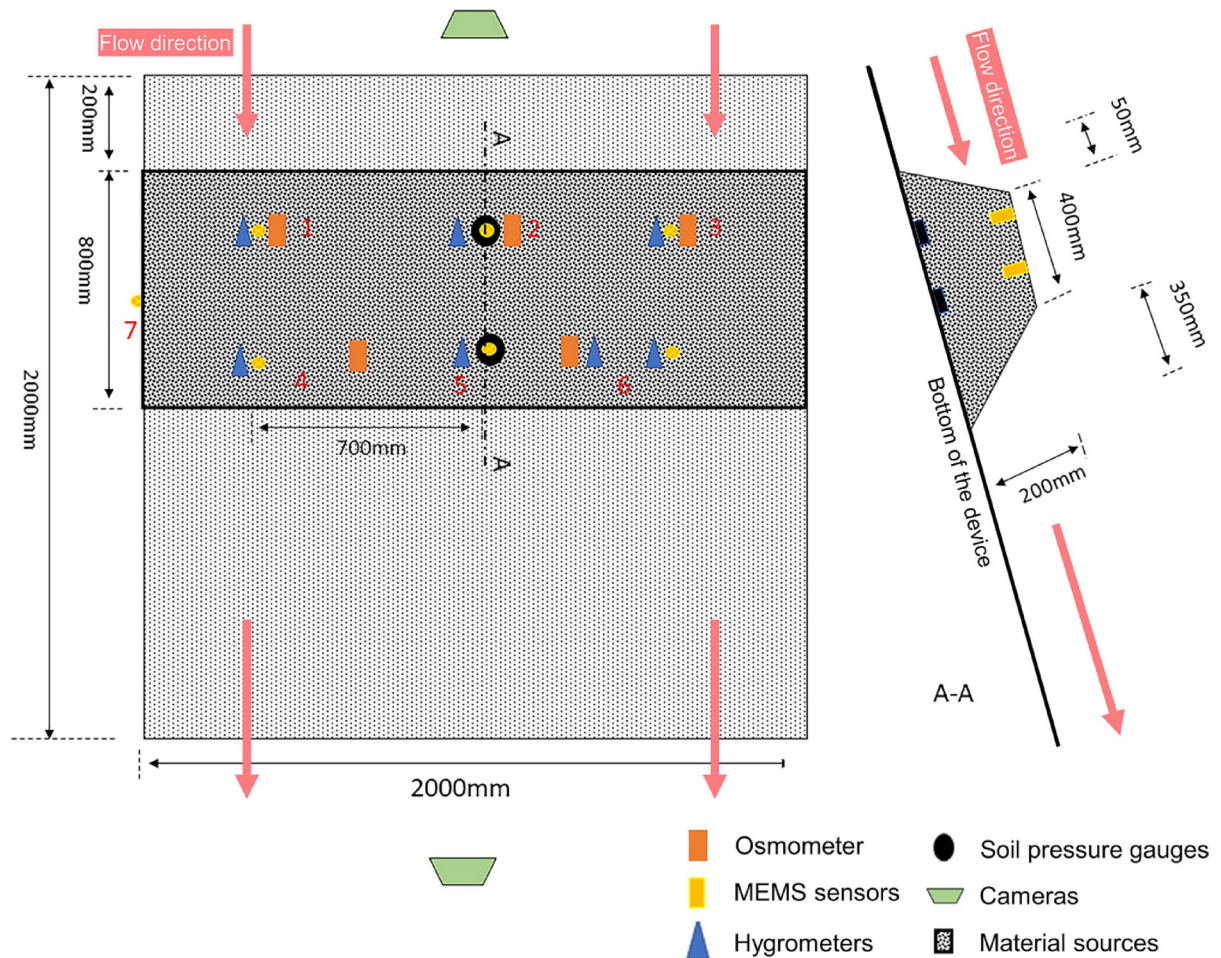 Flow direction
Flow direction
200mm
A
50mm
1
2
3
400mm
800mm
7
350mm
4
5
6
2000mm
700mm
A
Bottom of the device
200mm
A-A
2000mm
Osmometer
Soil pressure gauges
MEMS sensors
Cameras
Hygrometers
Material sources